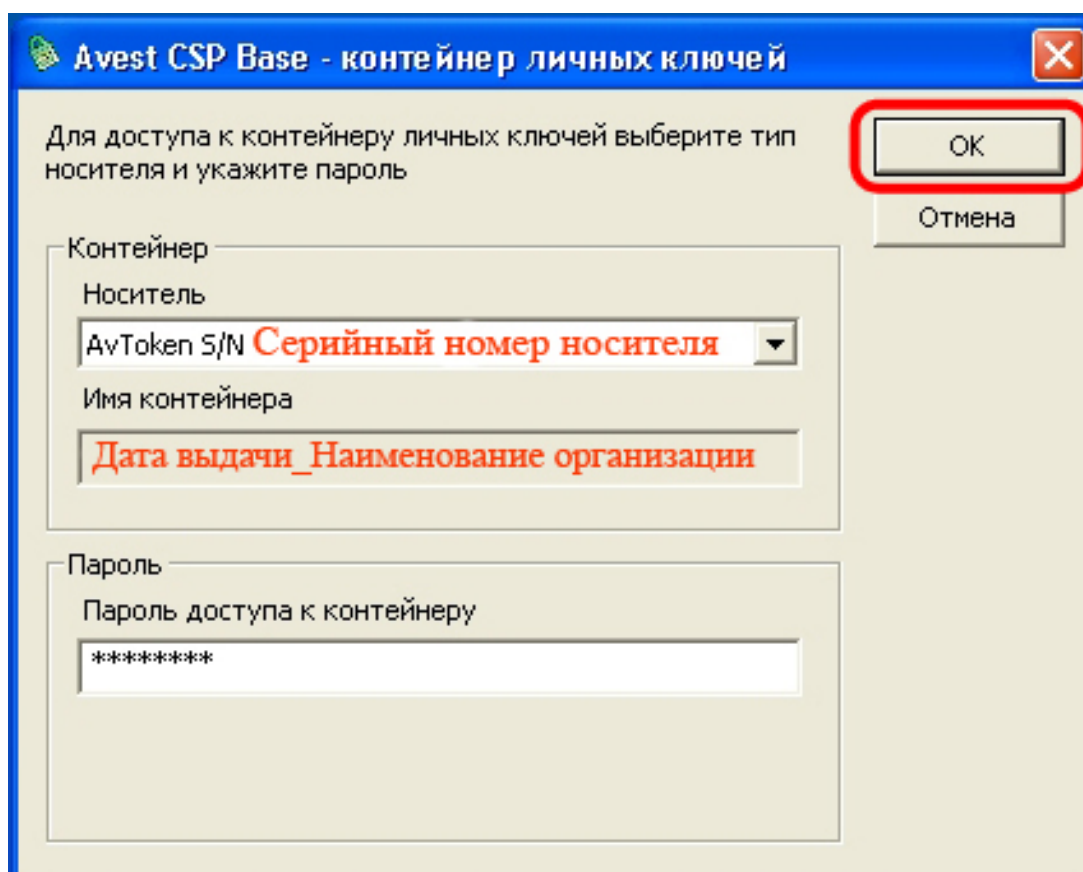 Avest CSP Base - контейнер личных ключей
Для доступа к контейнеру личных ключей выберите тип
носителя и укажите пароль
OK
Отмена
Контейнер
Носитель
AvToken S/N Серийный номер носителя
Имя контейнера
Дата выдачи_Наименование организации
Пароль
Пароль доступа к контейнеру
********